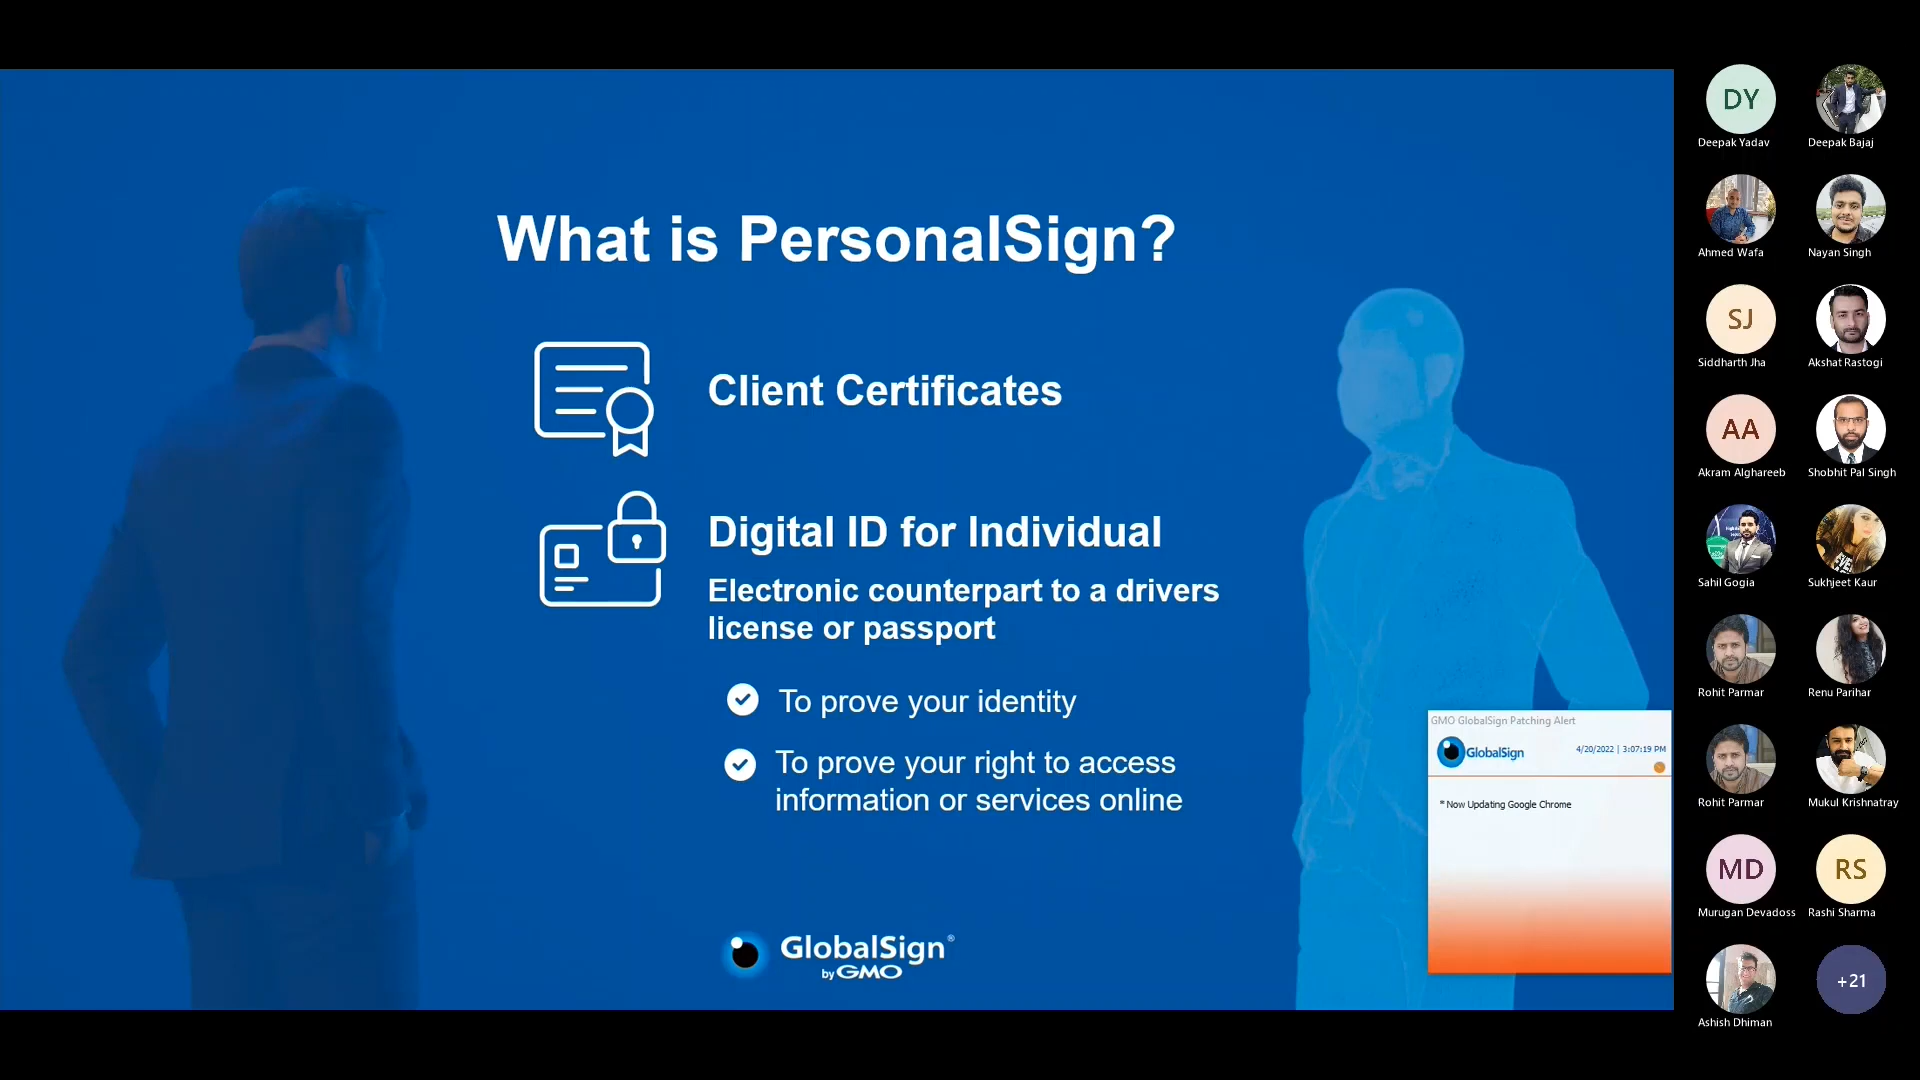 What is PersonalSign?
Client Certificates
Digital ID for Individual
Electronic counterpart to a drivers
license or passport
To prove your identity
To prove your right to access
information or services online
GlobalSign®
by GMO
GMO GlobalSign Patching Alert
GlobalSign
4/20/2022 | 3:07:19 PM
* Now Updating Google Chrome
DY
Deepak Yadav
Deepak Bajaj
Ahmed Wafa
Nayan Singh
SJ
Siddharth Jha
Akshat Rastogi
AA
Akram Alghareeb
Shobhit Pal Singh
Sahil Gogia
Sukhjeet Kaur
Rohit Parmar
Renu Parihar
Rohit Parmar
Mukul Krishnatray
MD
Murugan Devadoss
RS
Rashi Sharma
Ashish Dhiman
+21